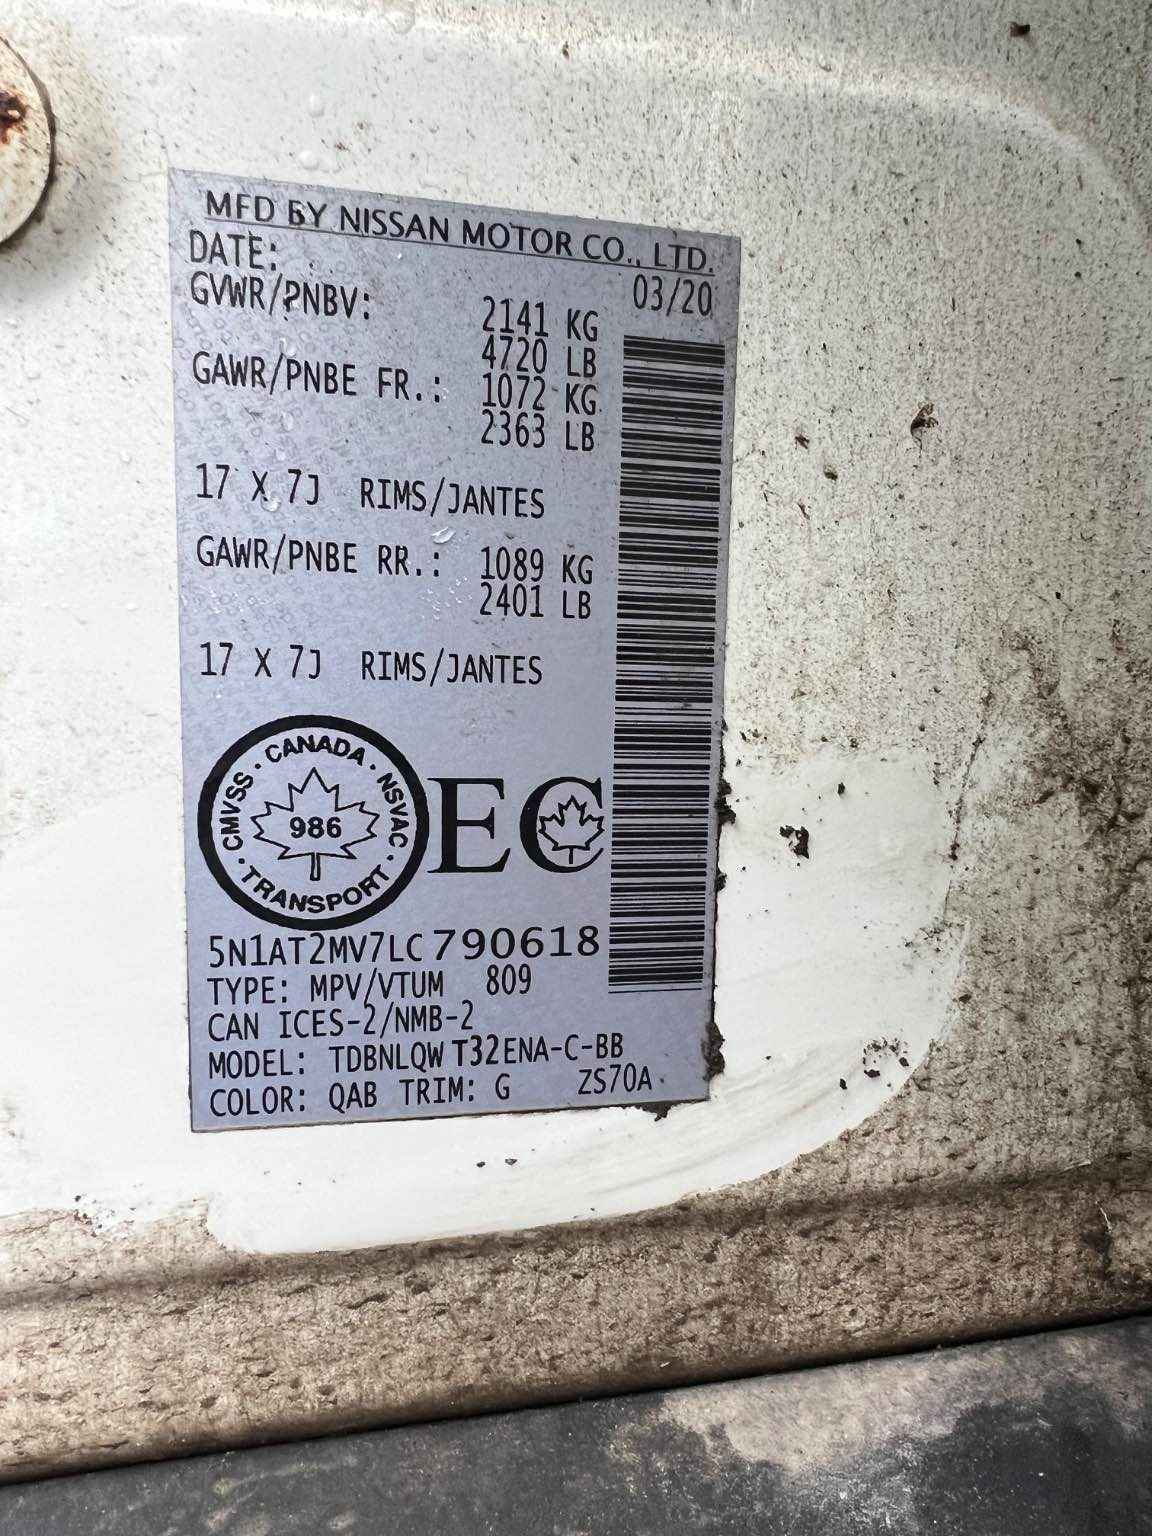 MFD BY NISSAN MOTOR CO., LTD.
DATE: 03/20
GVWR/PNBV: 2141 KG
4720 LB
GAWR/PNBE FR.: 1072 KG
2363 LB
17 X 7J RIMS/JANTES
GAWR/PNBE RR.: 1089 KG
2401 LB
17 X 7J RIMS/JANTES
CMVSS · CANADA · NSVAC · TRANSPORT ·
986
EC
5N1AT2MV7LC790618
TYPE: MPV/VTUM 809
CAN ICES-2/NMB-2
MODEL: TDBNLQW T32ENA-C-BB
COLOR: QAB TRIM: G ZS70A